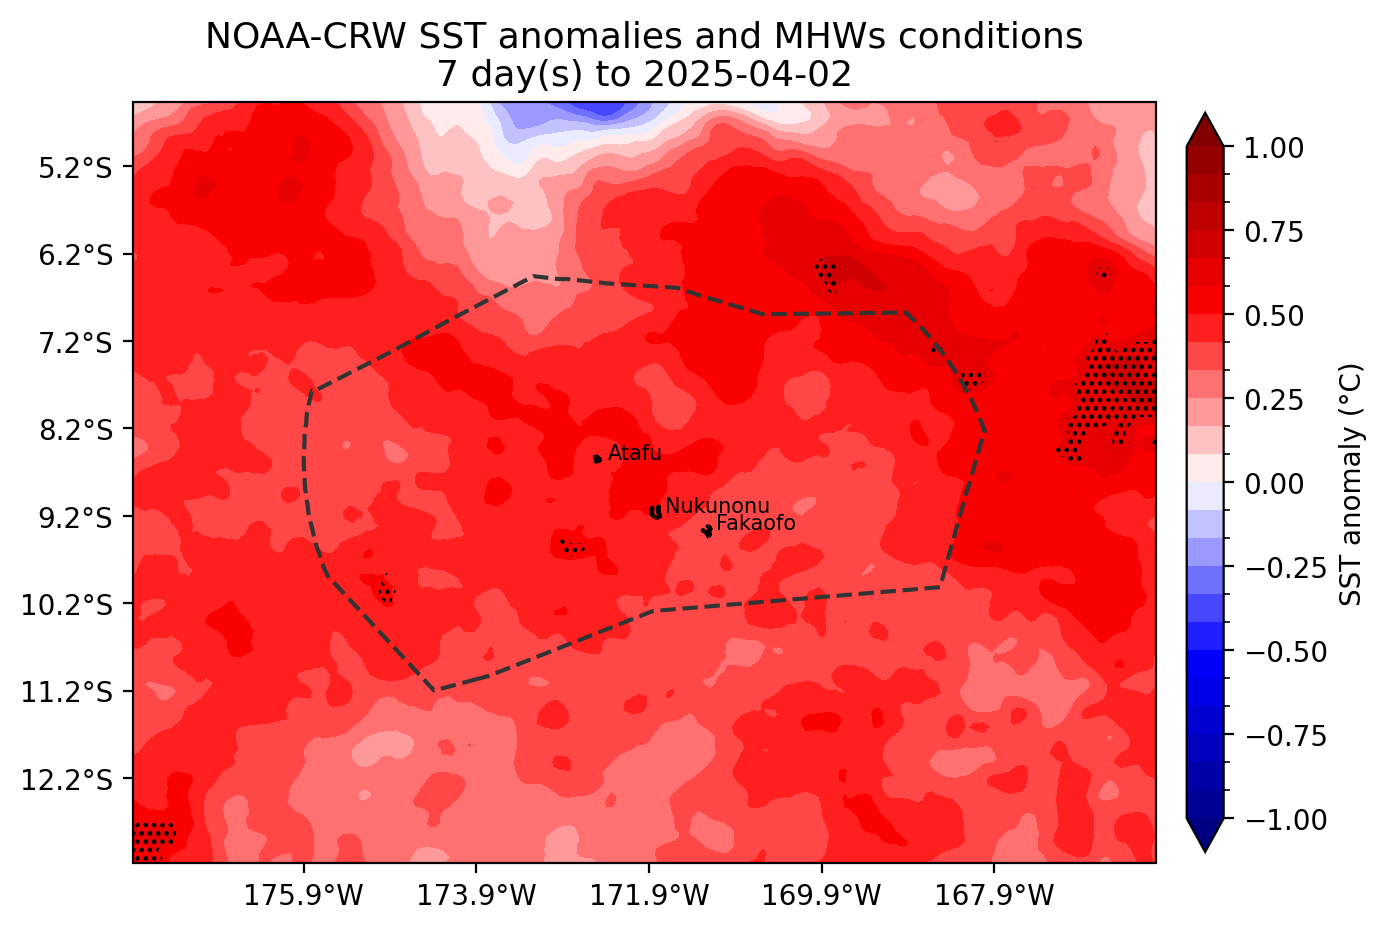 NOAA-CRW SST anomalies and MHWs conditions
7 day(s) to 2025-04-02
5.2°S
6.2°S
7.2°S
8.2°S
9.2°S
10.2°S
11.2°S
12.2°S
Atafu
Nukunonu
Fakaofo
175.9°W
173.9°W
171.9°W
169.9°W
167.9°W
1.00
0.75
0.50
0.25
0.00
−0.25
−0.50
−0.75
−1.00
SST anomaly (°C)